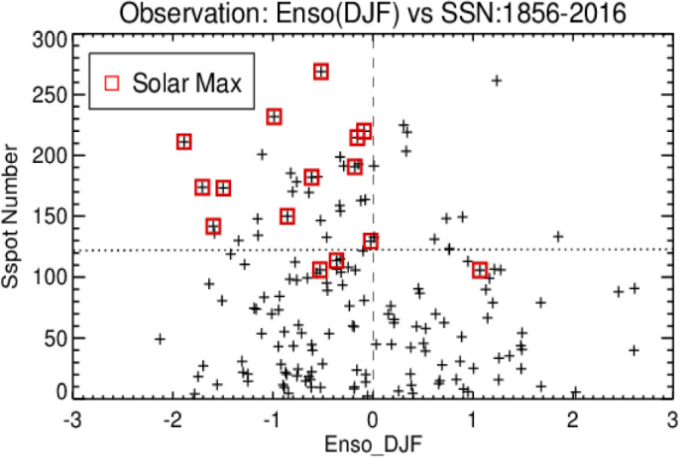 Observation: Enso(DJF) vs SSN:1856-2016
300
Solar Max
250
200
150
100
50
0
Sspot Number
-3 -2 -1 0 1 2 3
Enso_DJF